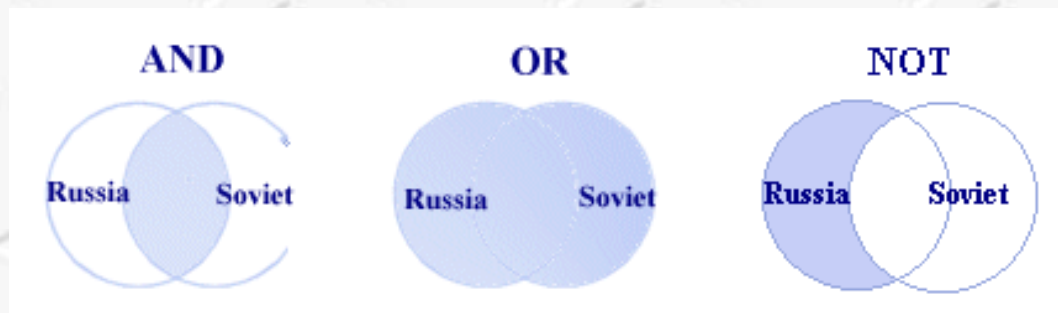 AND
Russia Soviet
OR
Russia Soviet
NOT
Russia Soviet